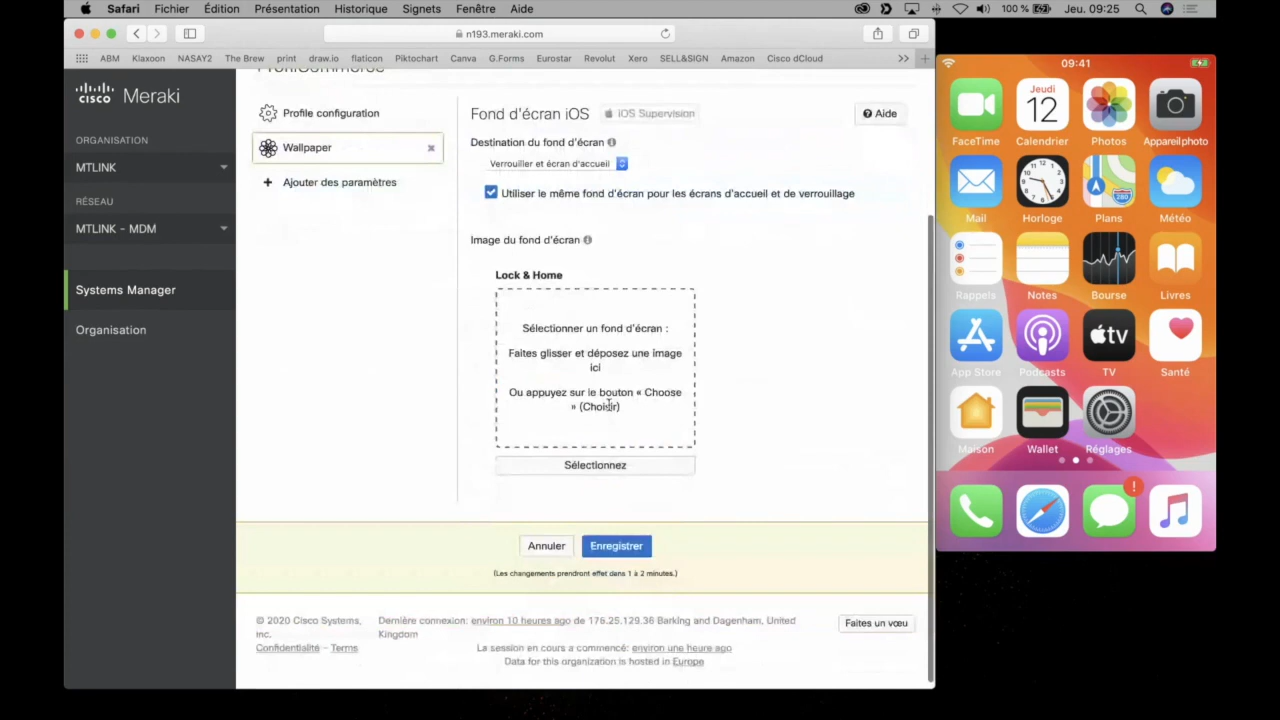 Safari Fichier Édition Présentation Historique Signets Fenêtre Aide
100 % Jeu. 09:25
n193.meraki.com
ABM Klaxoon NASAY2 The Brew print draw.io flaticon Piktochart Canva G.Forms Eurostar Revolut Xero SELL&SIGN Amazon Cisco dCloud
cisco Meraki
ORGANISATION
MTLINK
RÉSEAU
MTLINK - MDM
Systems Manager
Organisation
Profile configuration
Wallpaper
Ajouter des paramètres
Fond d'écran iOS iOS Supervision
Aide
Destination du fond d'écran
Verrouiller et écran d'accueil
Utiliser le même fond d'écran pour les écrans d'accueil et de verrouillage
Image du fond d'écran
Lock & Home
Sélectionner un fond d'écran :
Faites glisser et déposez une image
ici
Ou appuyez sur le bouton « Choose
» (Choisir)
Sélectionnez
Annuler Enregistrer
(Les changements prendront effet dans 1 à 2 minutes.)
© 2020 Cisco Systems,
inc.
Confidentialité - Terms
Dernière connexion: environ 10 heures ago de 176.25.129.36 Barking and Dagenham, United
Kingdom
La session en cours a commencé: environ une heure ago
Data for this organization is hosted in Europe
Faites un vœu
09:41
FaceTime
Jeudi
12
Calendrier
Photos
Appareil photo
Mail
Horloge
280
Plans
Météo
Rappels
Notes
Bourse
Livres
App Store
Podcasts
tv
TV
Santé
Maison
Wallet
Réglages
!